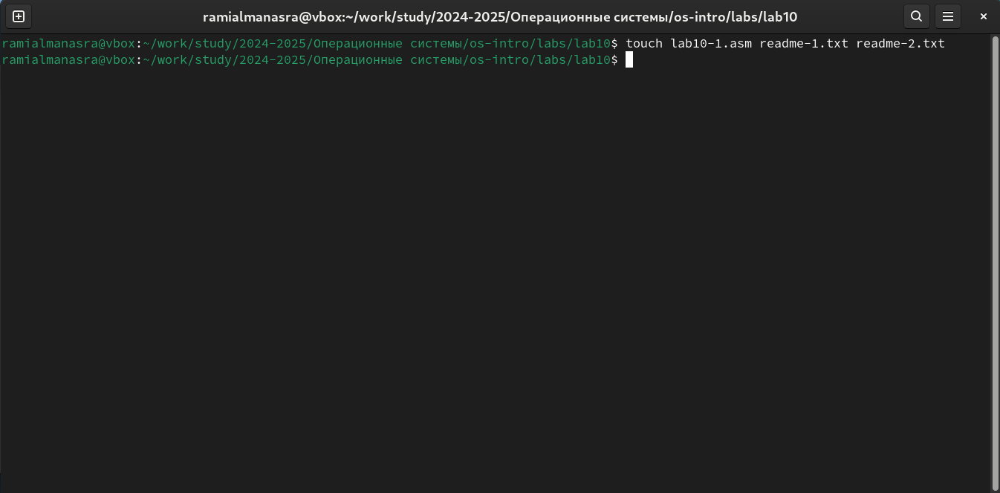 ramialmanasra@vbox:~/work/study/2024-2025/Операционные системы/os-intro/labs/lab10
ramialmanasra@vbox:~/work/study/2024-2025/Операционные системы/os-intro/labs/lab10$ touch lab10-1.asm readme-1.txt readme-2.txt
ramialmanasra@vbox:~/work/study/2024-2025/Операционные системы/os-intro/labs/lab10$